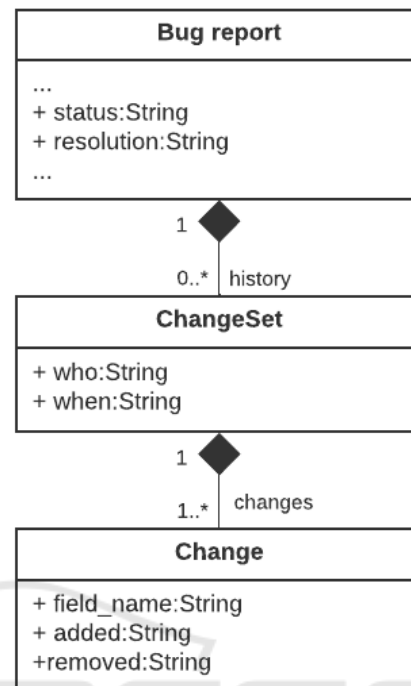 Bug report
...
+ status:String
+ resolution:String
...
1
0..* history
ChangeSet
+ who:String
+ when:String
1
1..* changes
Change
+ field_name:String
+ added:String
+removed:String